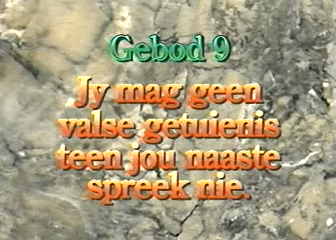 Gebod 9
Jy mag geen
valse getuienis
teen jou naaste
spreek nie.